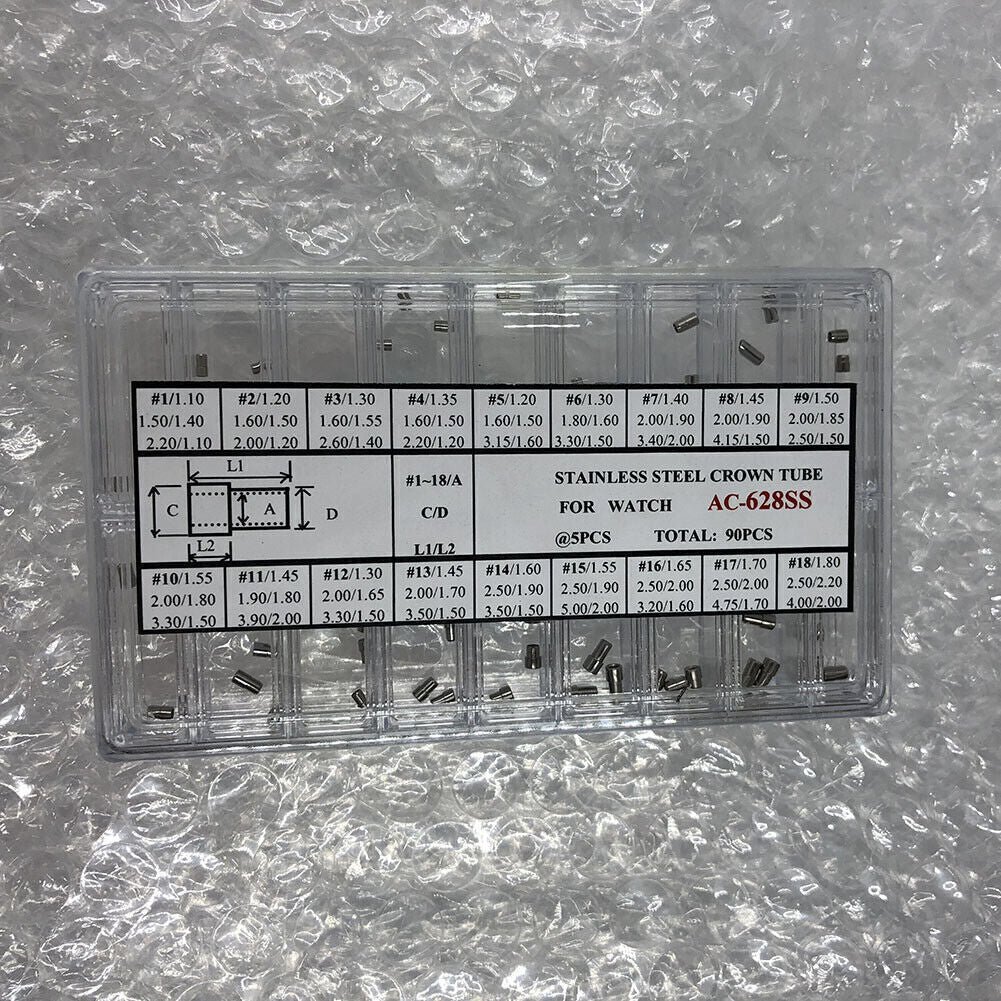 #1/1.10 #2/1.20 #3/1.30 #4/1.35 #5/1.20 #6/1.30 #7/1.40 #8/1.45 #9/1.50
1.50/1.40 1.60/1.50 1.60/1.55 1.60/1.50 1.60/1.50 1.80/1.60 2.00/1.90 2.00/1.90 2.00/1.85
2.20/1.10 2.00/1.20 2.60/1.40 2.20/1.20 3.15/1.60 3.30/1.50 3.40/2.00 4.15/1.50 2.50/1.50
L1
C
A
D
L2
#1~18/A
C/D
L1/L2
STAINLESS STEEL CROWN TUBE
FOR WATCH AC-628SS
@5PCS TOTAL: 90PCS
#10/1.55 #11/1.45 #12/1.30 #13/1.45 #14/1.60 #15/1.55 #16/1.65 #17/1.70 #18/1.80
2.00/1.80 1.90/1.80 2.00/1.65 2.00/1.70 2.50/1.90 2.50/1.90 2.50/2.00 2.50/2.00 2.50/2.20
3.30/1.50 3.90/2.00 3.30/1.50 3.50/1.50 3.50/1.50 5.00/2.00 3.20/1.60 4.75/1.70 4.00/2.00